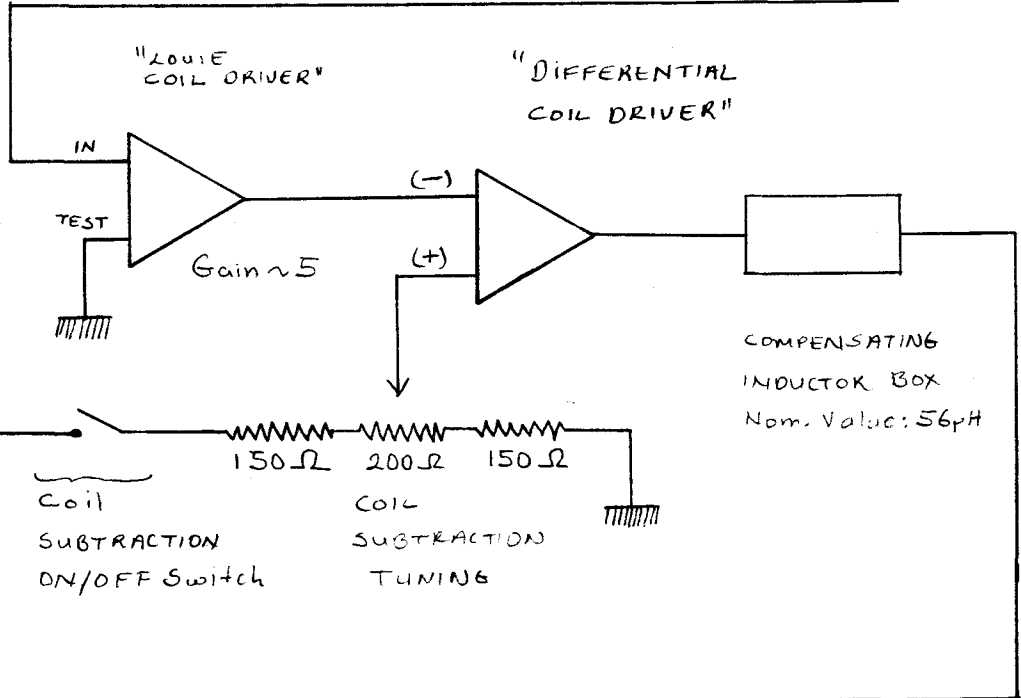 "LOUIE
COIL DRIVER"
"DIFFERENTIAL
COIL DRIVER"
IN
TEST
Gain ~ 5
(-)
(+)
150Ω 200Ω 150Ω
Coil
SUBTRACTION
ON/OFF Switch
COIL
SUBTRACTION
TUNING
COMPENSATING
INDUCTOR BOX
Nom. Value: 56μH